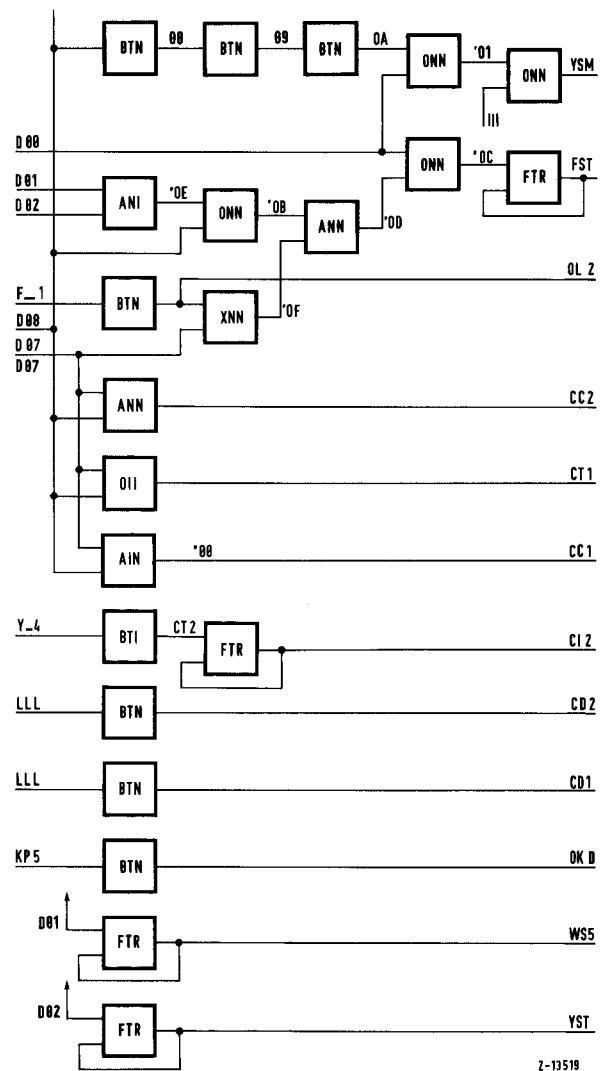 BTN 00 BTN 09 BTN 0A ONN '01 ONN YSM
III
D00
ONN '0C FTR FST
D01
D02
ANI '0E ONN '0B ANN '0D
F_1 BTN OL2
XNN '0F
D08
D07
D07
ANN CC2
OII CT1
AIN '00 CC1
Y_4 BTI CT2 FTR CI2
LLL BTN CD2
LLL BTN CD1
KP5 BTN OKD
D01 FTR WS5
D02 FTR YST
Z-13519